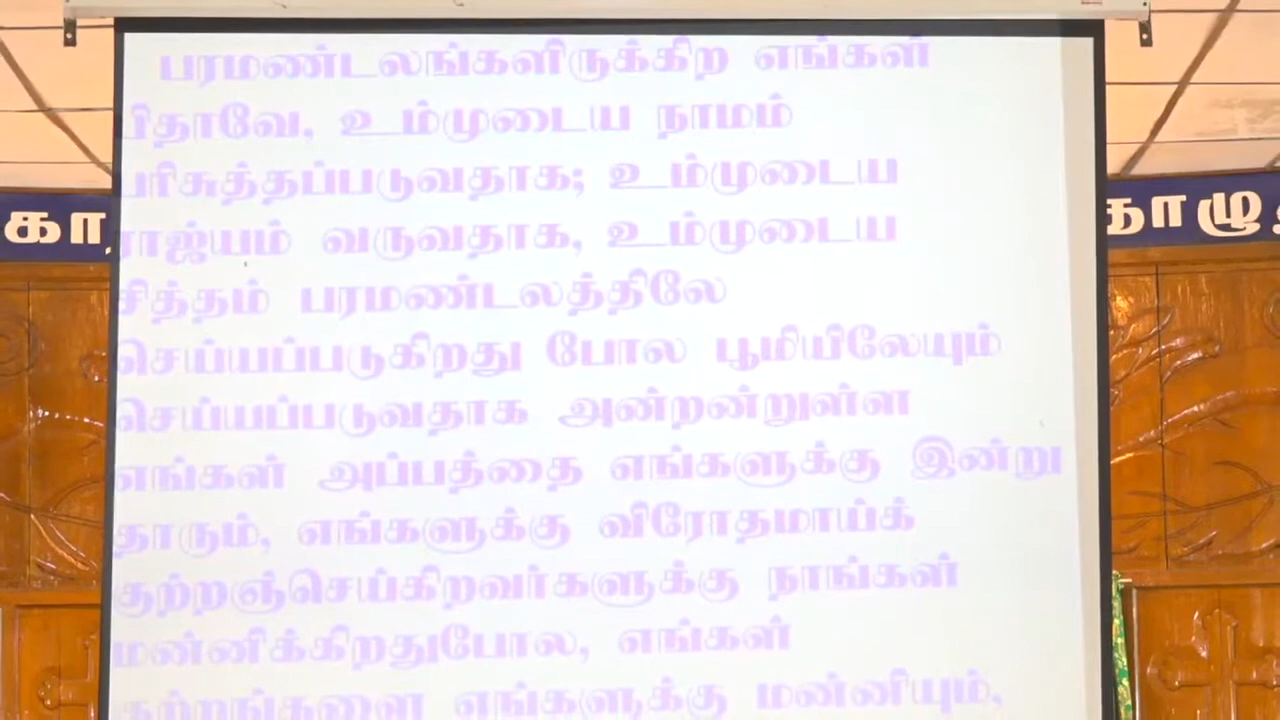 பரமண்டலங்களிருக்கிற எங்கள்
பிதாவே, உம்முடைய நாமம்
பரிசுத்தப்படுவதாக; உம்முடைய
ராஜ்யம் வருவதாக, உம்முடைய
சித்தம் பரமண்டலத்திலே
செய்யப்படுகிறது போல பூமியிலேயும்
செய்யப்படுவதாக அன்றன்றுள்ள
எங்கள் அப்பத்தை எங்களுக்கு இன்று
தாரும், எங்களுக்கு விரோதமாய்க்
குற்றஞ்செய்கிறவர்களுக்கு நாங்கள்
மன்னிக்கிறதுபோல, எங்கள்
குற்றங்களை எங்களுக்கு மன்னியும்,